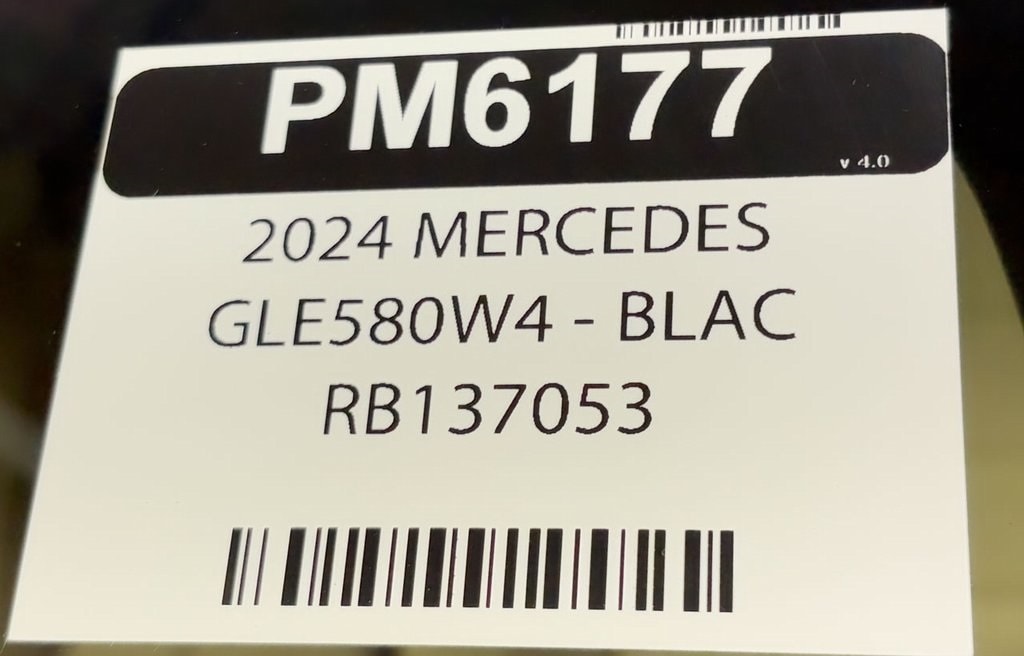 PM6177
v 4.0
2024 MERCEDES
GLE580W4 - BLAC
RB137053